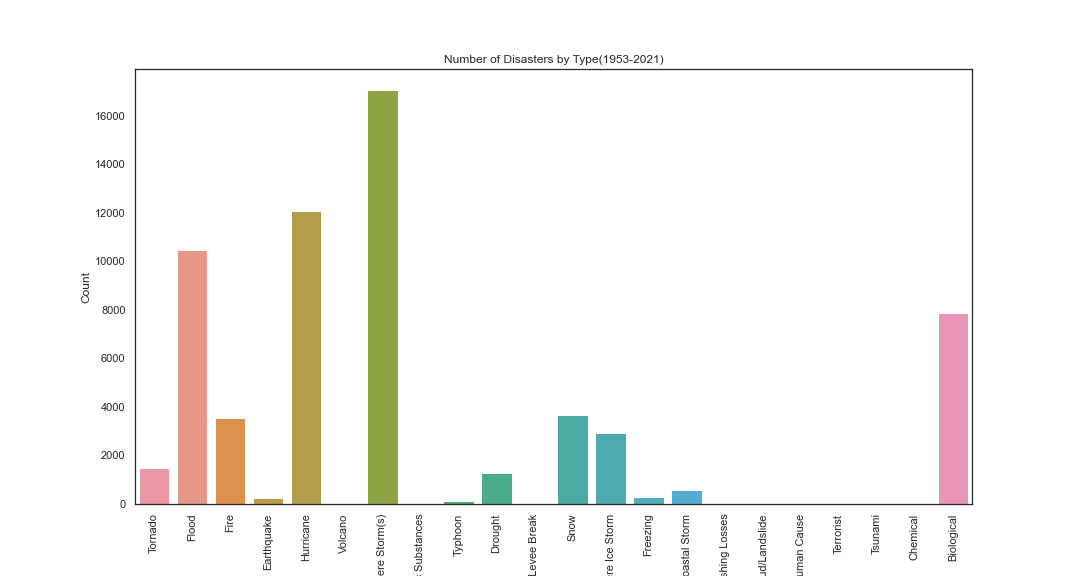 Number of Disasters by Type(1953-2021)
Count
16000
14000
12000
10000
8000
6000
4000
2000
0
Tornado
Flood
Fire
Earthquake
Hurricane
Volcano
ere Storm(s)
Substances
Typhoon
Drought
Levee Break
Snow
re Ice Storm
Freezing
oastal Storm
shing Losses
ud/Landslide
uman Cause
Terrorist
Tsunami
Chemical
Biological